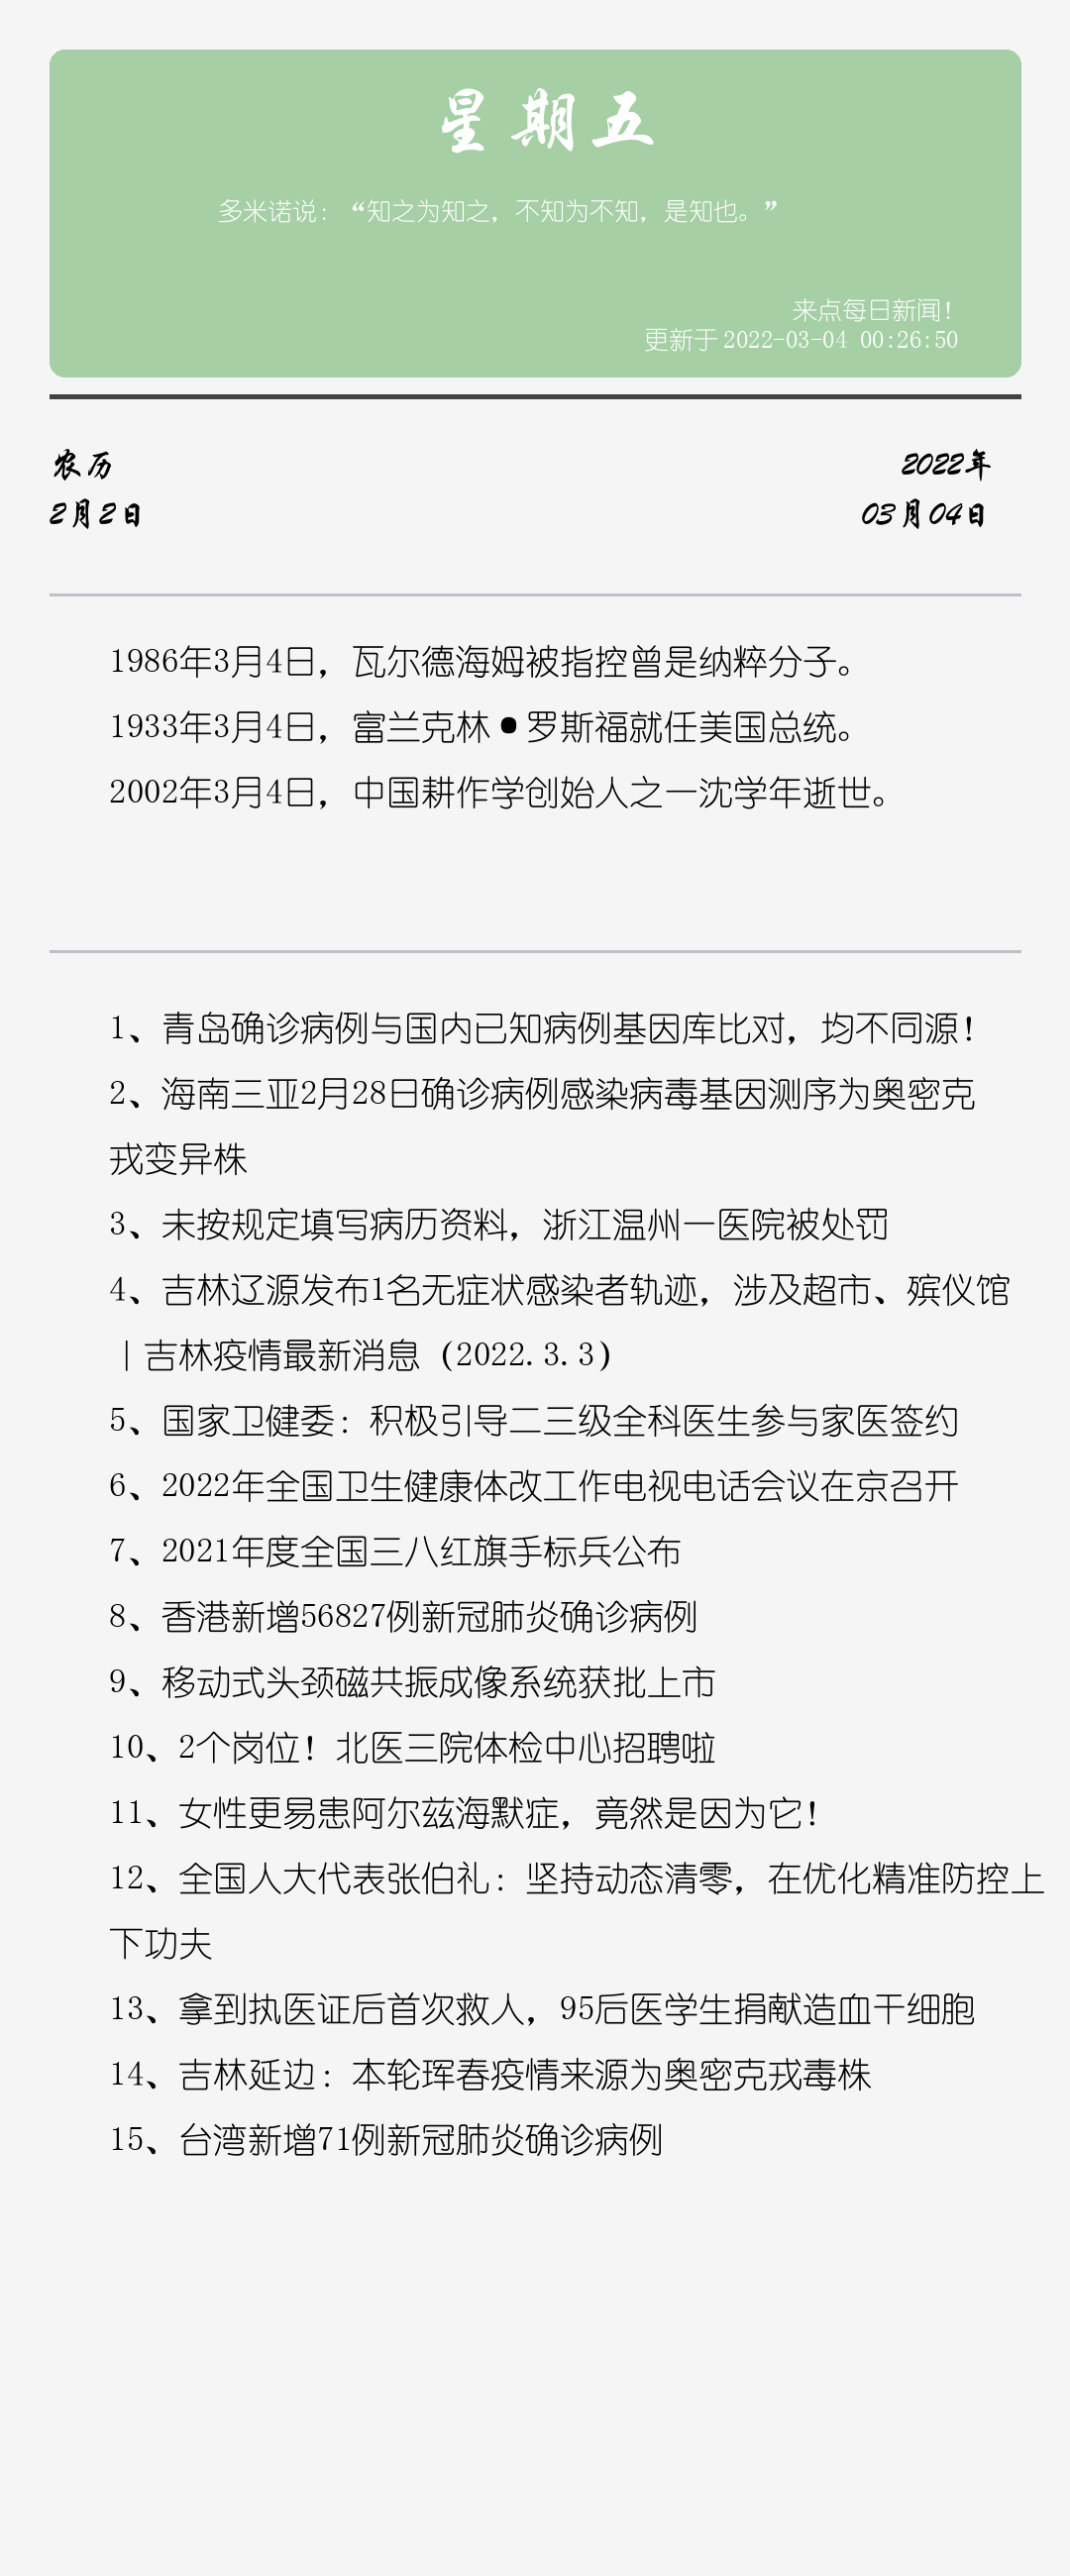 星期五
多米诺说：“知之为知之，不知为不知，是知也。”
来点每日新闻！
更新于2022-03-04 00:26:50
农历
2022年
2月2日
03月04日
1986年3月4日，瓦尔德海姆被指控曾是纳粹分子。
1933年3月4日，富兰克林•罗斯福就任美国总统。
2002年3月4日，中国耕作学创始人之一沈学年逝世。
1、青岛确诊病例与国内已知病例基因库比对，均不同源！
2、海南三亚2月28日确诊病例感染病毒基因测序为奥密克
戎变异株
3、未按规定填写病历资料，浙江温州一医院被处罚
4、吉林辽源发布1名无症状感染者轨迹，涉及超市、殡仪馆
｜吉林疫情最新消息（2022.3.3）
5、国家卫健委：积极引导二三级全科医生参与家医签约
6、2022年全国卫生健康体改工作电视电话会议在京召开
7、2021年度全国三八红旗手标兵公布
8、香港新增56827例新冠肺炎确诊病例
9、移动式头颈磁共振成像系统获批上市
10、2个岗位！北医三院体检中心招聘啦
11、女性更易患阿尔兹海默症，竟然是因为它！
12、全国人大代表张伯礼：坚持动态清零，在优化精准防控上
下功夫
13、拿到执医证后首次救人，95后医学生捐献造血干细胞
14、吉林延边：本轮珲春疫情来源为奥密克戎毒株
15、台湾新增71例新冠肺炎确诊病例